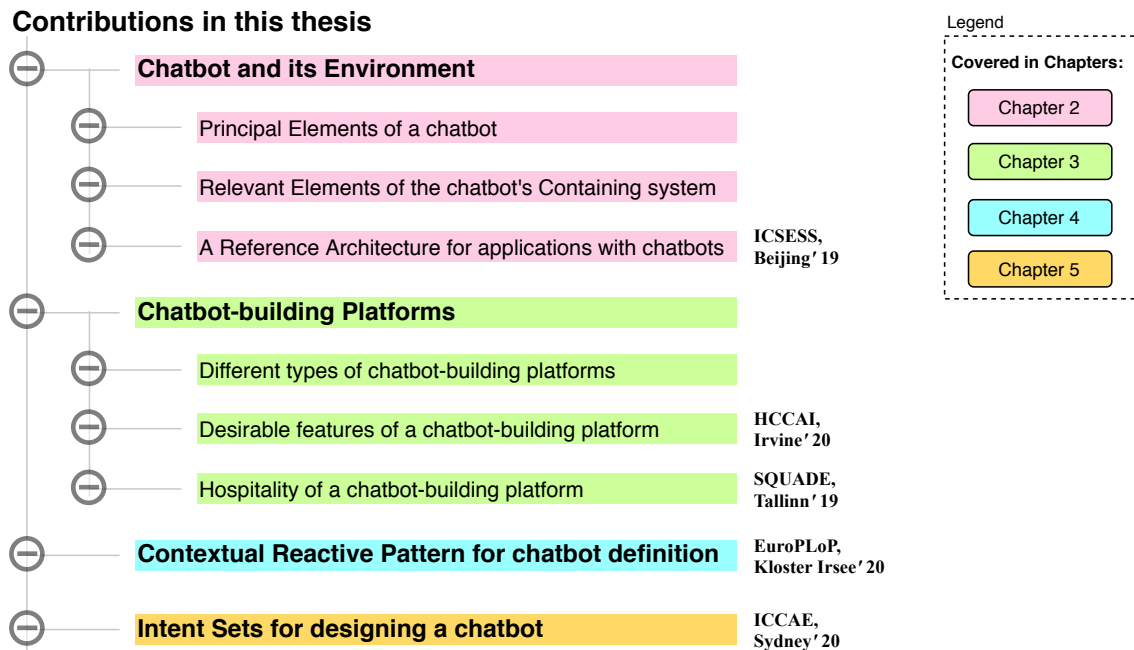 Contributions in this thesis
Chatbot and its Environment
Principal Elements of a chatbot
Relevant Elements of the chatbot's Containing system
A Reference Architecture for applications with chatbots
ICSESS,
Beijing′ 19
Chatbot-building Platforms
Different types of chatbot-building platforms
Desirable features of a chatbot-building platform
HCCAI,
Irvine′ 20
Hospitality of a chatbot-building platform
SQUADE,
Tallinn′ 19
Contextual Reactive Pattern for chatbot definition
EuroPLoP,
Kloster Irsee′ 20
Intent Sets for designing a chatbot
ICCAE,
Sydney′ 20
Legend
Covered in Chapters:
Chapter 2
Chapter 3
Chapter 4
Chapter 5